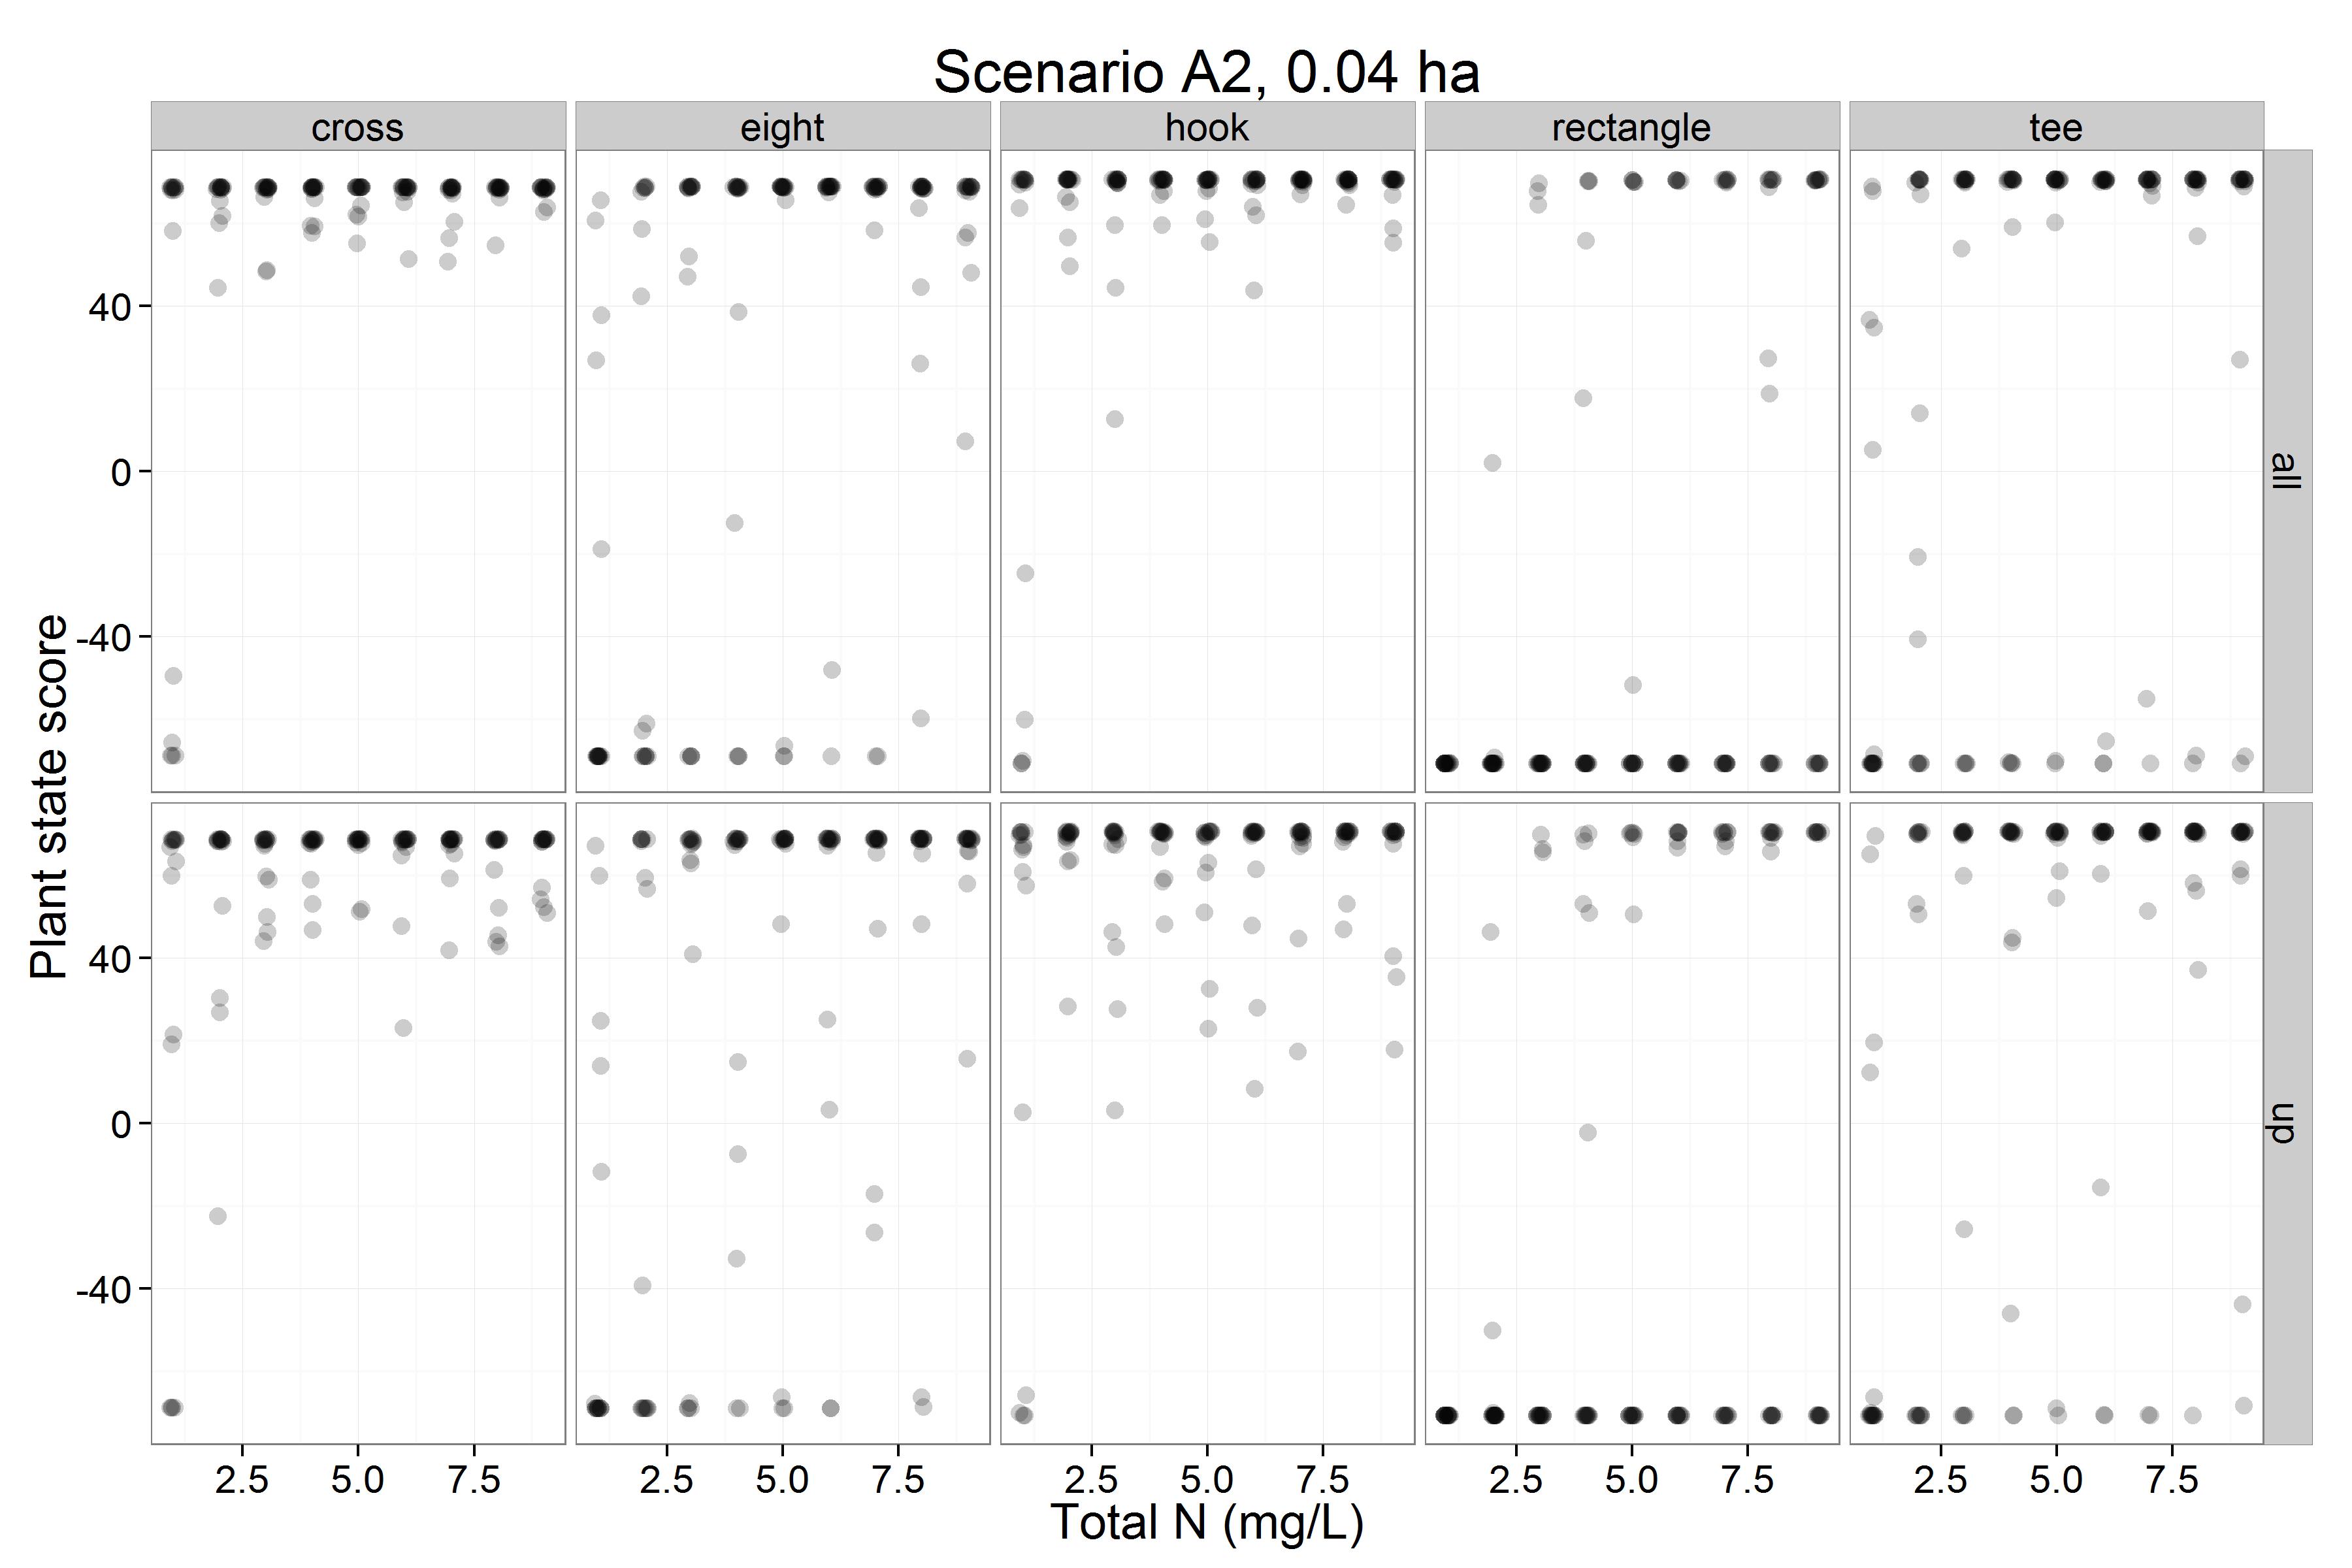 Scenario A2, 0.04 ha
cross eight hook rectangle tee
Plant state score
40
0
-40
all
40
0
-40
up
2.5 5.0 7.5 2.5 5.0 7.5 2.5 5.0 7.5 2.5 5.0 7.5 2.5 5.0 7.5
Total N (mg/L)